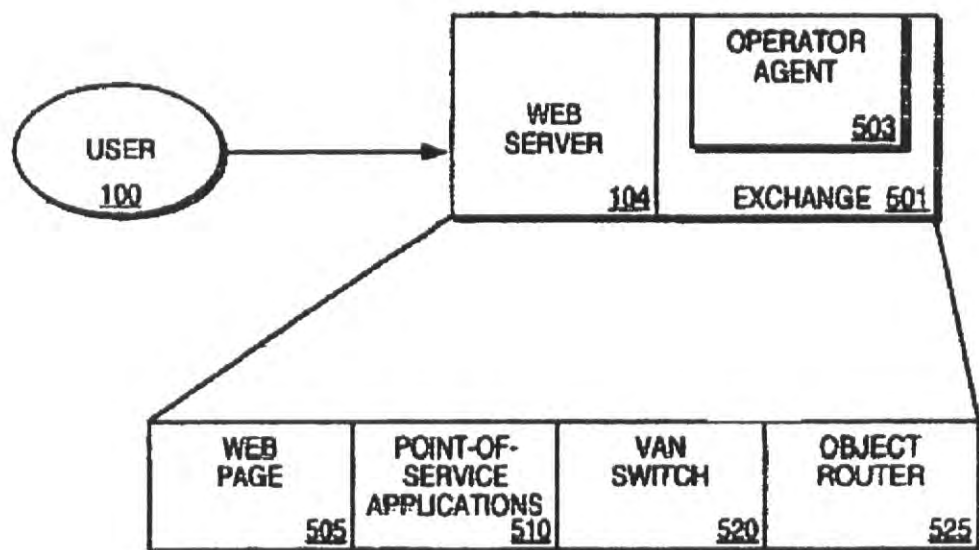 OPERATOR
AGENT
503
USER
100
WEB
SERVER
104
EXCHANGE 501
WEB
PAGE
505
POINT-OF-
SERVICE
APPLICATIONS
510
VAN
SWITCH
520
OBJECT
ROUTER
525